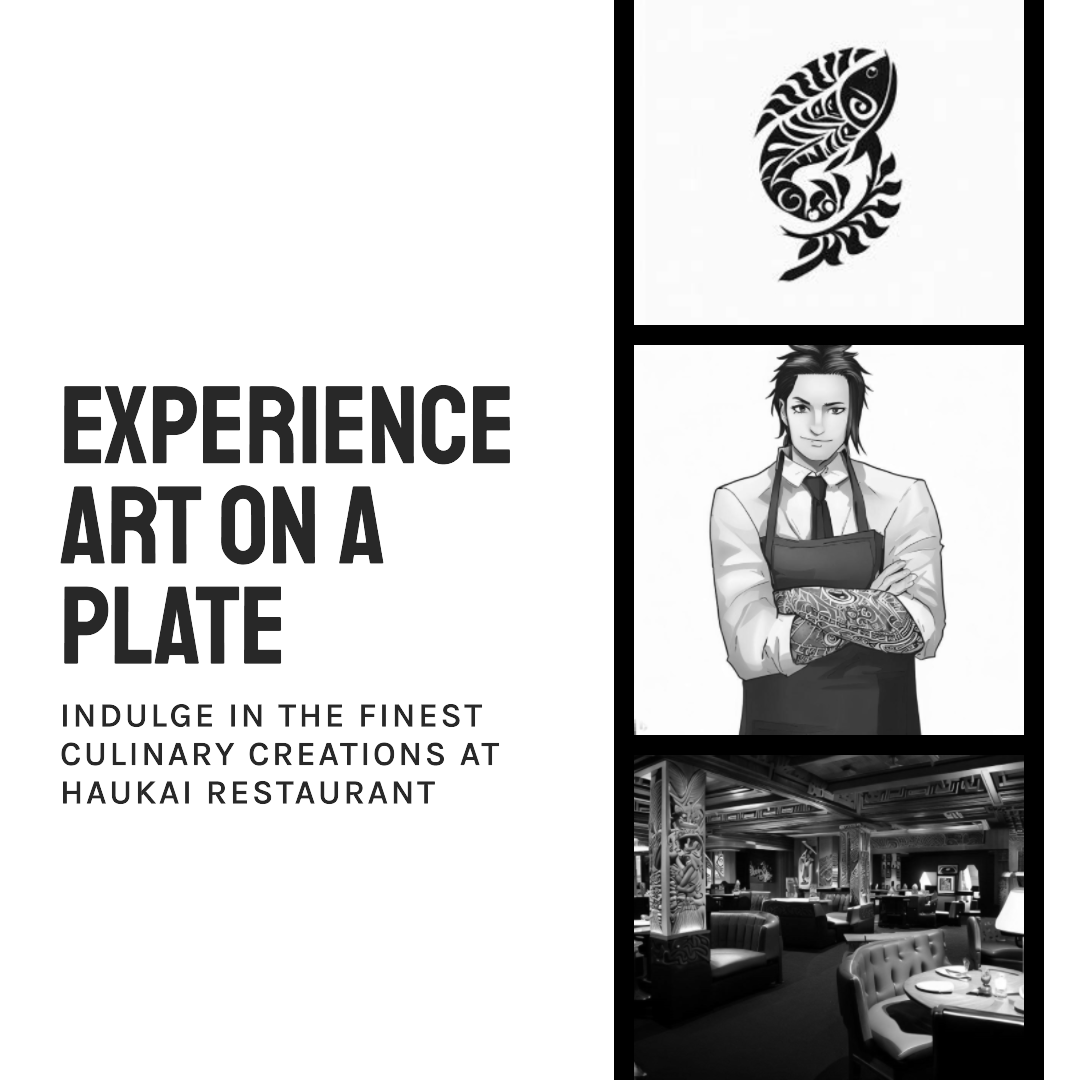 EXPERIENCE
ART ON A
PLATE
INDULGE IN THE FINEST
CULINARY CREATIONS AT
HAUKAI RESTAURANT